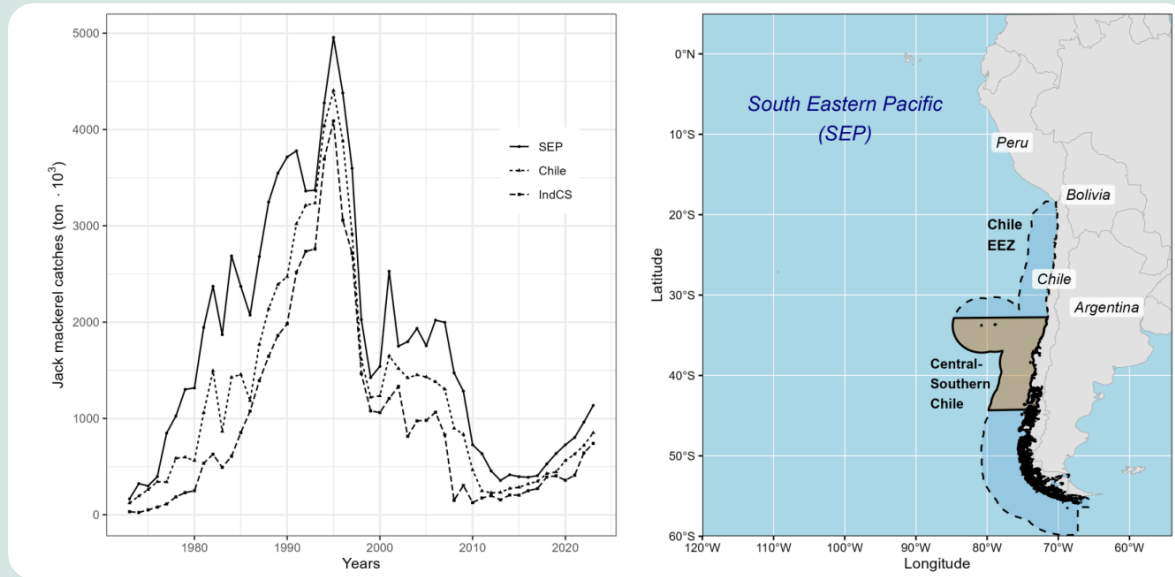 5000
4000
3000
2000
1000
0
Jack mackerel catches (ton · 10³)
SEP
Chile
IndCS
1980
1990
2000
2010
2020
Years
0°N
10°S
20°S
30°S
40°S
50°S
60°S
Latitude
South Eastern Pacific
(SEP)
Peru
Bolivia
Chile
EEZ
Chile
Argentina
Central-
Southern
Chile
120°W
110°W
100°W
90°W
80°W
70°W
60°W
Longitude